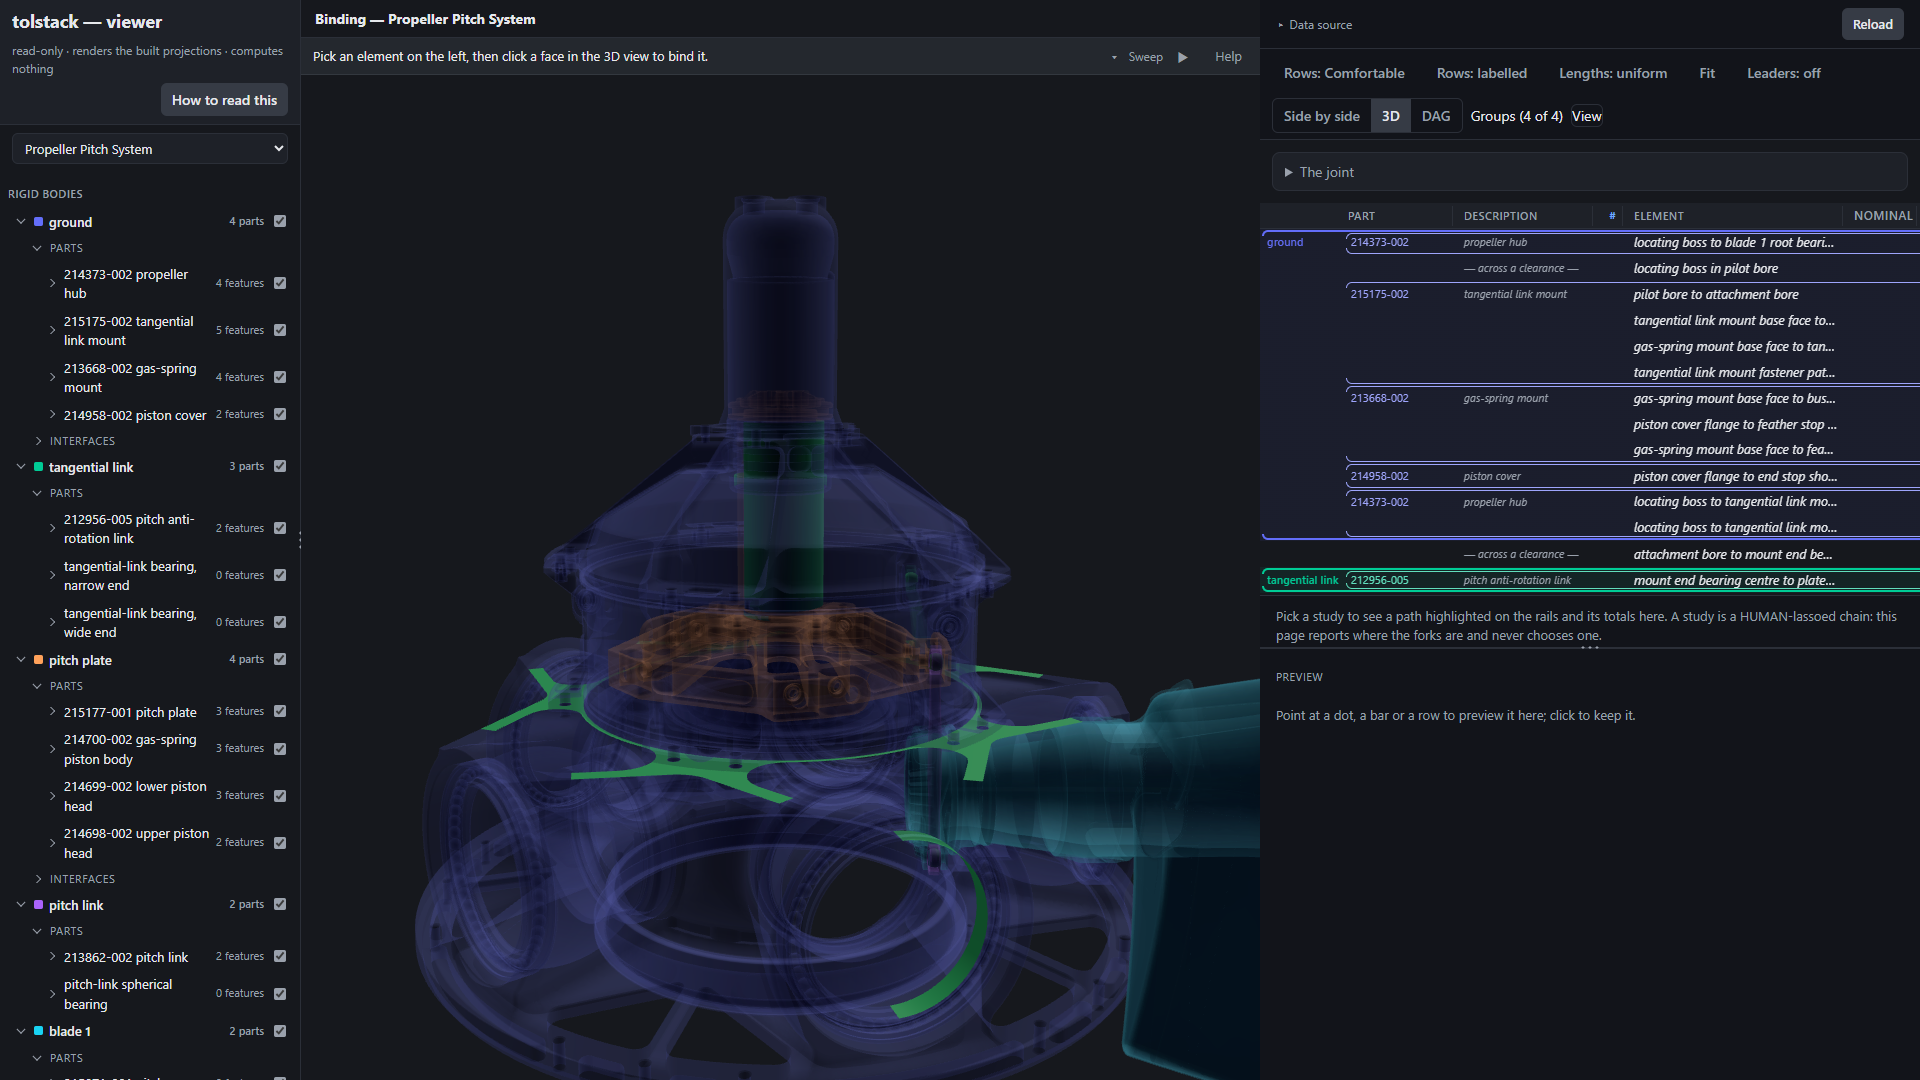 tolstack — viewer
read-only · renders the built projections · computes
nothing
How to read this
Propeller Pitch System
RIGID BODIES
ground 4 parts
PARTS
214373-002 propeller
hub
4 features
215175-002 tangential
link mount
5 features
213668-002 gas-spring
mount
4 features
214958-002 piston cover 2 features
INTERFACES
tangential link 3 parts
PARTS
212956-005 pitch anti-
rotation link
2 features
tangential-link bearing,
narrow end
0 features
tangential-link bearing,
wide end
0 features
pitch plate 4 parts
PARTS
215177-001 pitch plate 3 features
214700-002 gas-spring
piston body
3 features
214699-002 lower piston
head
3 features
214698-002 upper piston
head
2 features
INTERFACES
pitch link 2 parts
PARTS
213862-002 pitch link 2 features
pitch-link spherical
bearing
0 features
blade 1 2 parts
PARTS
Binding — Propeller Pitch System
Pick an element on the left, then click a face in the 3D view to bind it.
Sweep
Help
Data source
Reload
Rows: Comfortable Rows: labelled Lengths: uniform Fit Leaders: off
Side by side 3D DAG Groups (4 of 4) View
The joint
PART DESCRIPTION # ELEMENT NOMINAL
ground 214373-002 propeller hub locating boss to blade 1 root beari...
— across a clearance — locating boss in pilot bore
215175-002 tangential link mount pilot bore to attachment bore
tangential link mount base face to...
gas-spring mount base face to tan...
tangential link mount fastener pat...
213668-002 gas-spring mount gas-spring mount base face to bus...
piston cover flange to feather stop ...
gas-spring mount base face to fea...
214958-002 piston cover piston cover flange to end stop sho...
214373-002 propeller hub locating boss to tangential link mo...
locating boss to tangential link mo...
— across a clearance — attachment bore to mount end be...
tangential link 212956-005 pitch anti-rotation link mount end bearing centre to plate...
Pick a study to see a path highlighted on the rails and its totals here. A study is a HUMAN-lassoed chain: this
page reports where the forks are and never chooses one.
PREVIEW
Point at a dot, a bar or a row to preview it here; click to keep it.